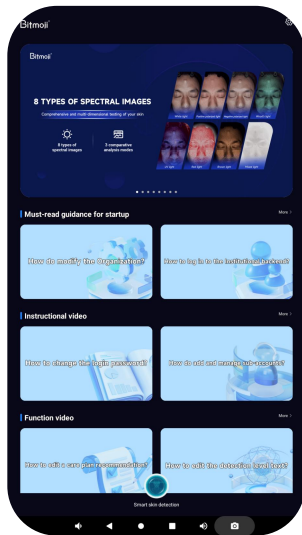 Bitmoji
Bitmoji
8 TYPES OF SPECTRAL IMAGES
Comprehensive and multi-dimensional testing of your skin
8 types of
spectral images
3 comparative
analysis modes
Must-read guidance for startup
More >
How do modify the Organization?
How to log in to the institutional backend?
Instructional video
More >
How to change the login password?
How do add and manage sub-accounts?
Function video
More >
How to edit a care plan recommendation?
How to edit the detection level text?
Smart skin detection